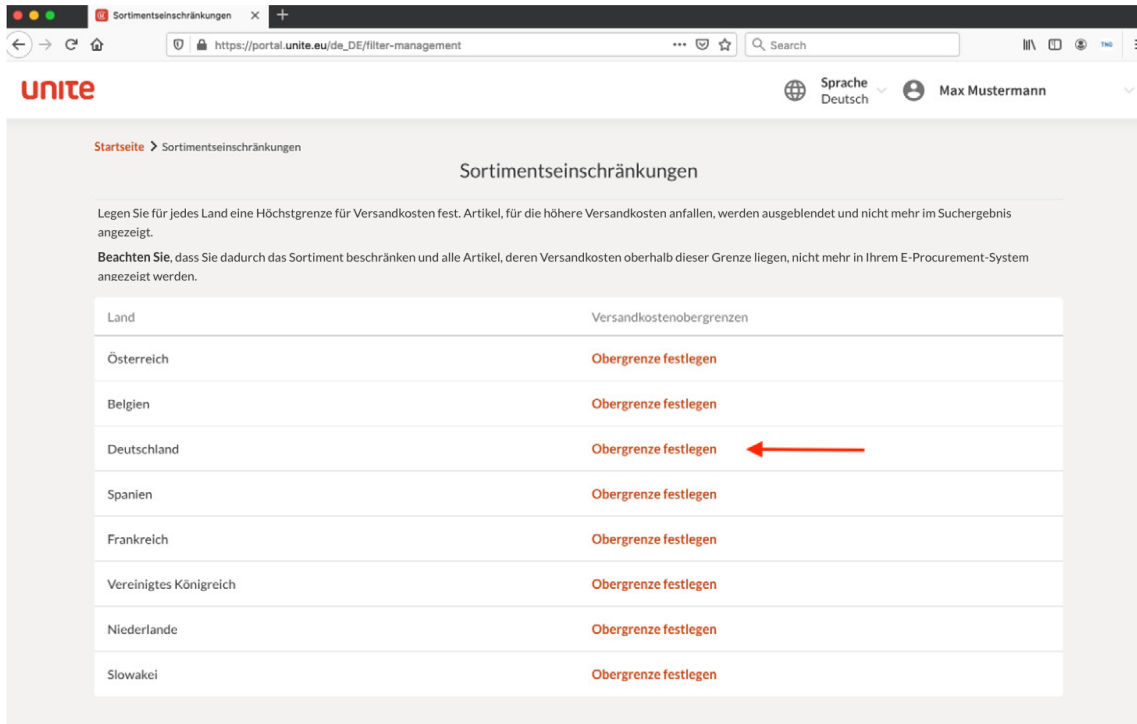 Sortimentseinschränkungen
https://portal.unite.eu/de_DE/filter-management
Search
TNG
unite
Sprache
Deutsch
Max Mustermann
Startseite > Sortimentseinschränkungen
Sortimentseinschränkungen
Legen Sie für jedes Land eine Höchstgrenze für Versandkosten fest. Artikel, für die höhere Versandkosten anfallen, werden ausgeblendet und nicht mehr im Suchergebnis
angezeigt.
Beachten Sie, dass Sie dadurch das Sortiment beschränken und alle Artikel, deren Versandkosten oberhalb dieser Grenze liegen, nicht mehr in Ihrem E-Procurement-System
angezeigt werden.
Land Versandkostenobergrenzen
Österreich Obergrenze festlegen
Belgien Obergrenze festlegen
Deutschland Obergrenze festlegen
Spanien Obergrenze festlegen
Frankreich Obergrenze festlegen
Vereinigtes Königreich Obergrenze festlegen
Niederlande Obergrenze festlegen
Slowakei Obergrenze festlegen